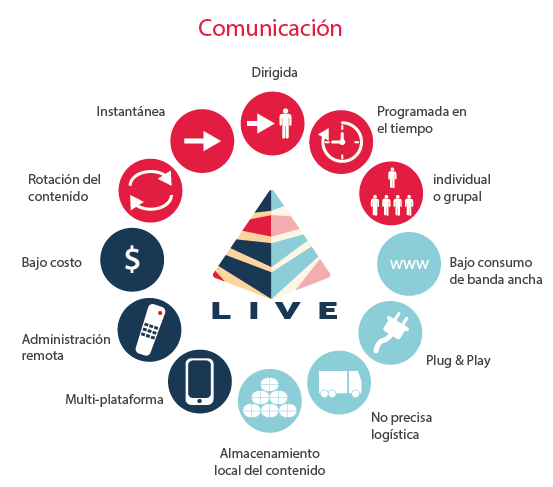 Comunicación
Dirigida
Instantánea
Programada en
el tiempo
Rotación del
contenido
individual
o grupal
Bajo costo
$
www
Bajo consumo
de banda ancha
LIVE
Administración
remota
Plug & Play
Multi-plataforma
No precisa
logística
Almacenamiento
local del contenido